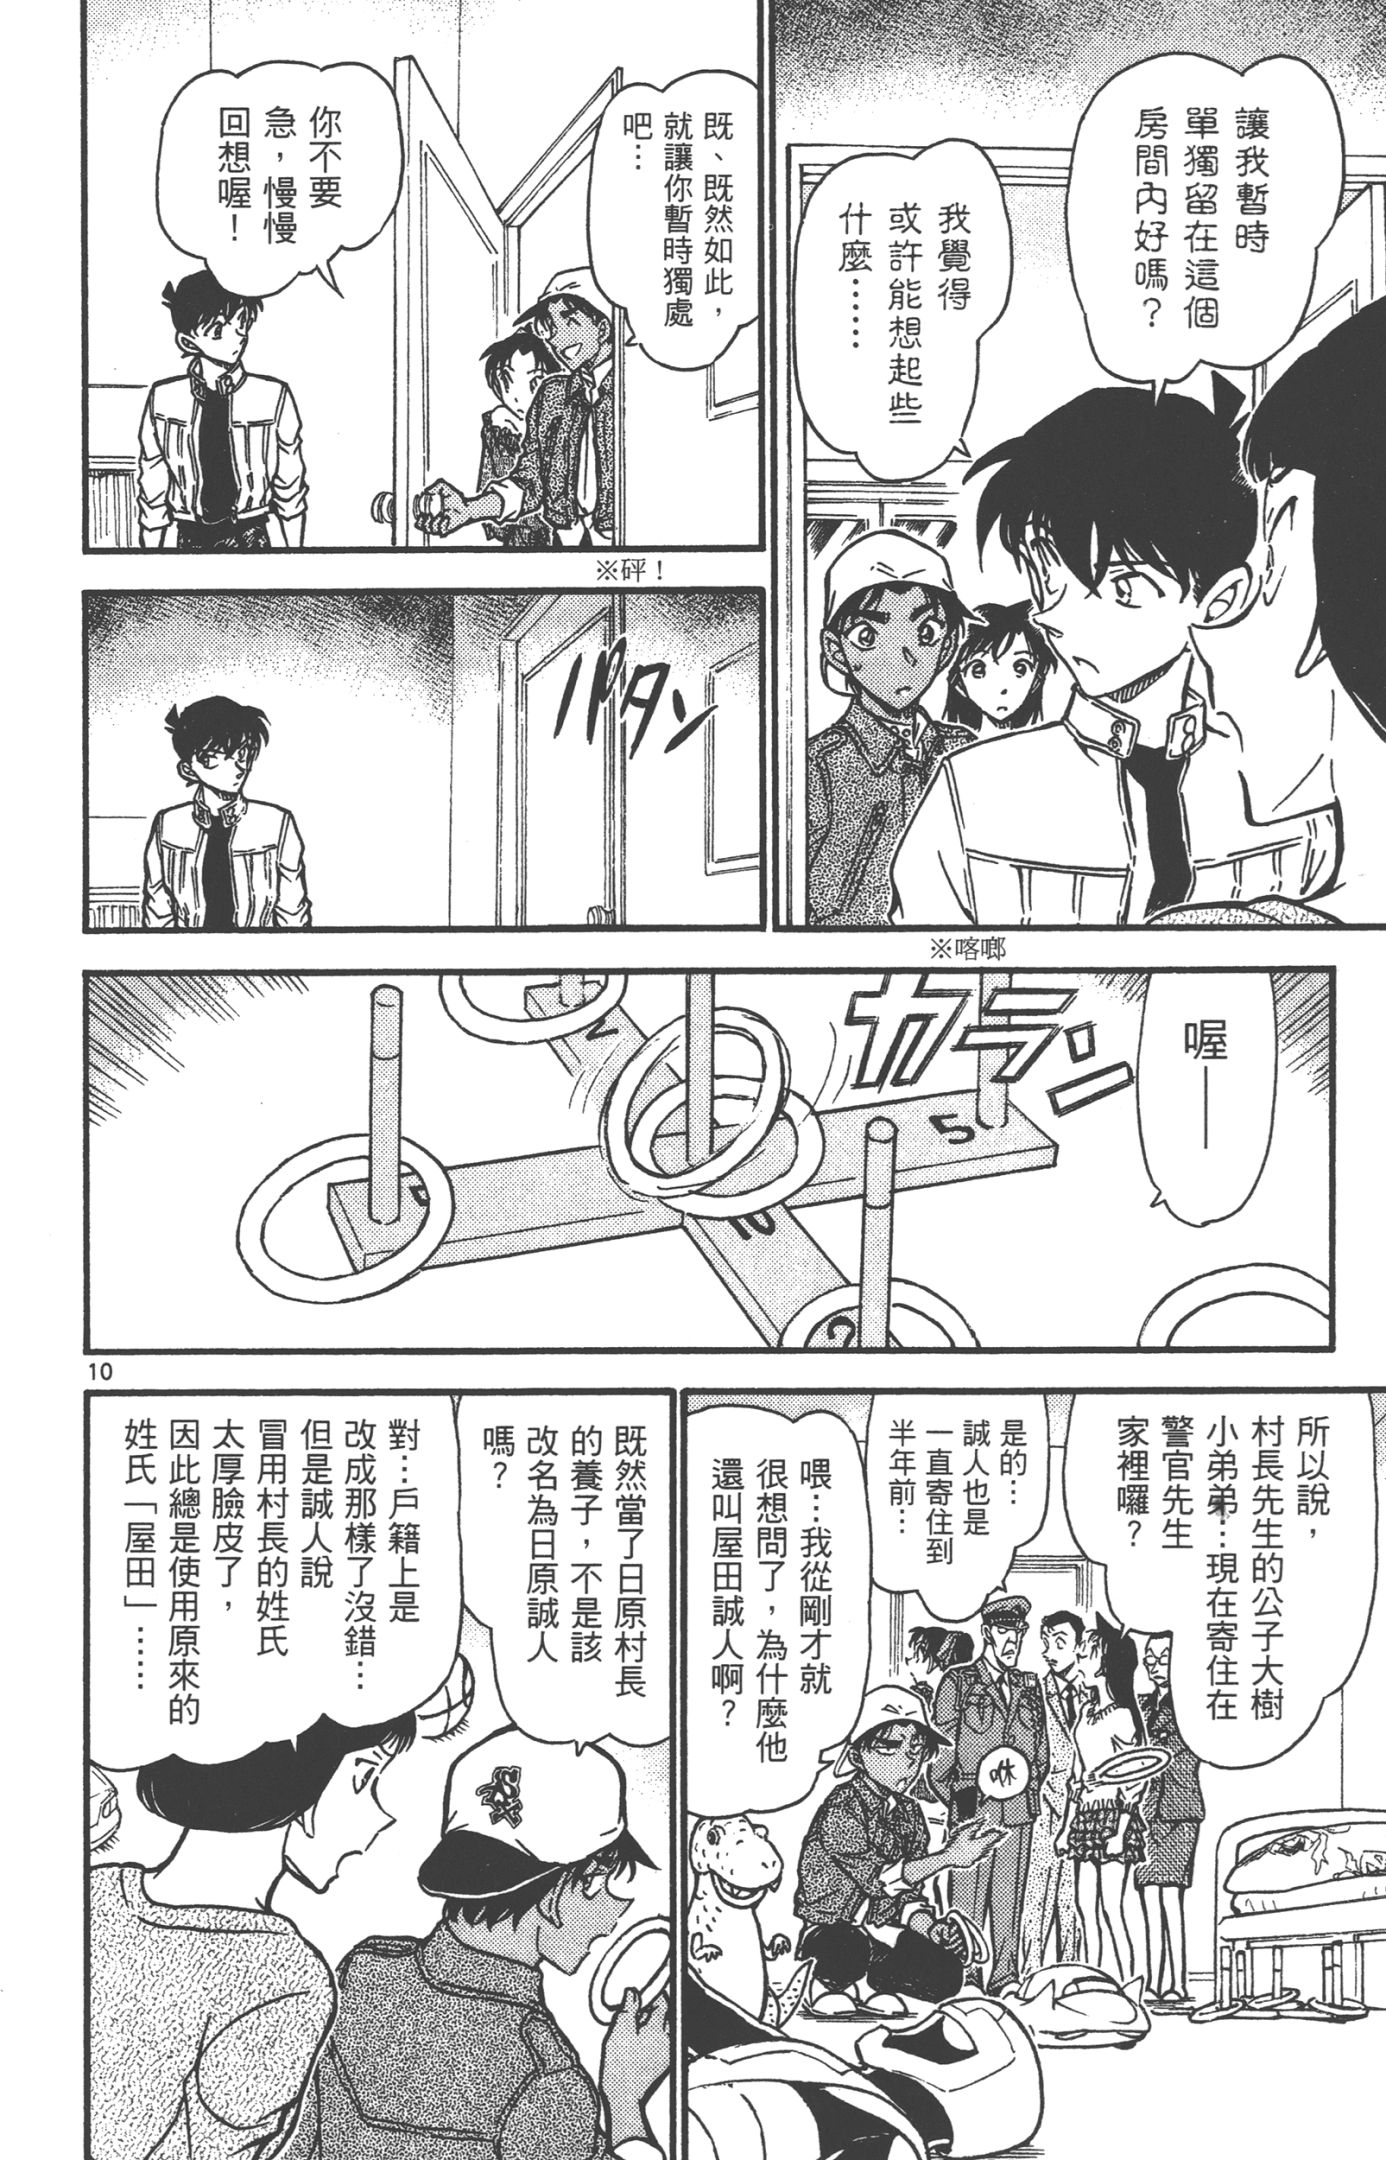 讓我暫時
單獨留在這個
房間內好嗎？
我覺得
或許能想起些
什麼……
既、既然如此，
就讓你暫時獨處
吧…
你不要
急，慢慢
回想喔！
※砰！
パタン
※喀啷
喔——
カラン
2
5
10
10
所以說，
村長先生的公子大樹
小弟弟…現在寄住在
警官先生
家裡囉？
是的…
誠人也是
一直寄住到
半年前…
喂…我從剛才就
很想問了，為什麼他
還叫屋田誠人啊？
咻
既然當了日原村長
的養子，不是該
改名為日原誠人
嗎？
對…戶籍上是
改成那樣了沒錯…
但是誠人說
冒用村長的姓氏
太厚臉皮了，
因此總是使用原來的
姓氏「屋田」……